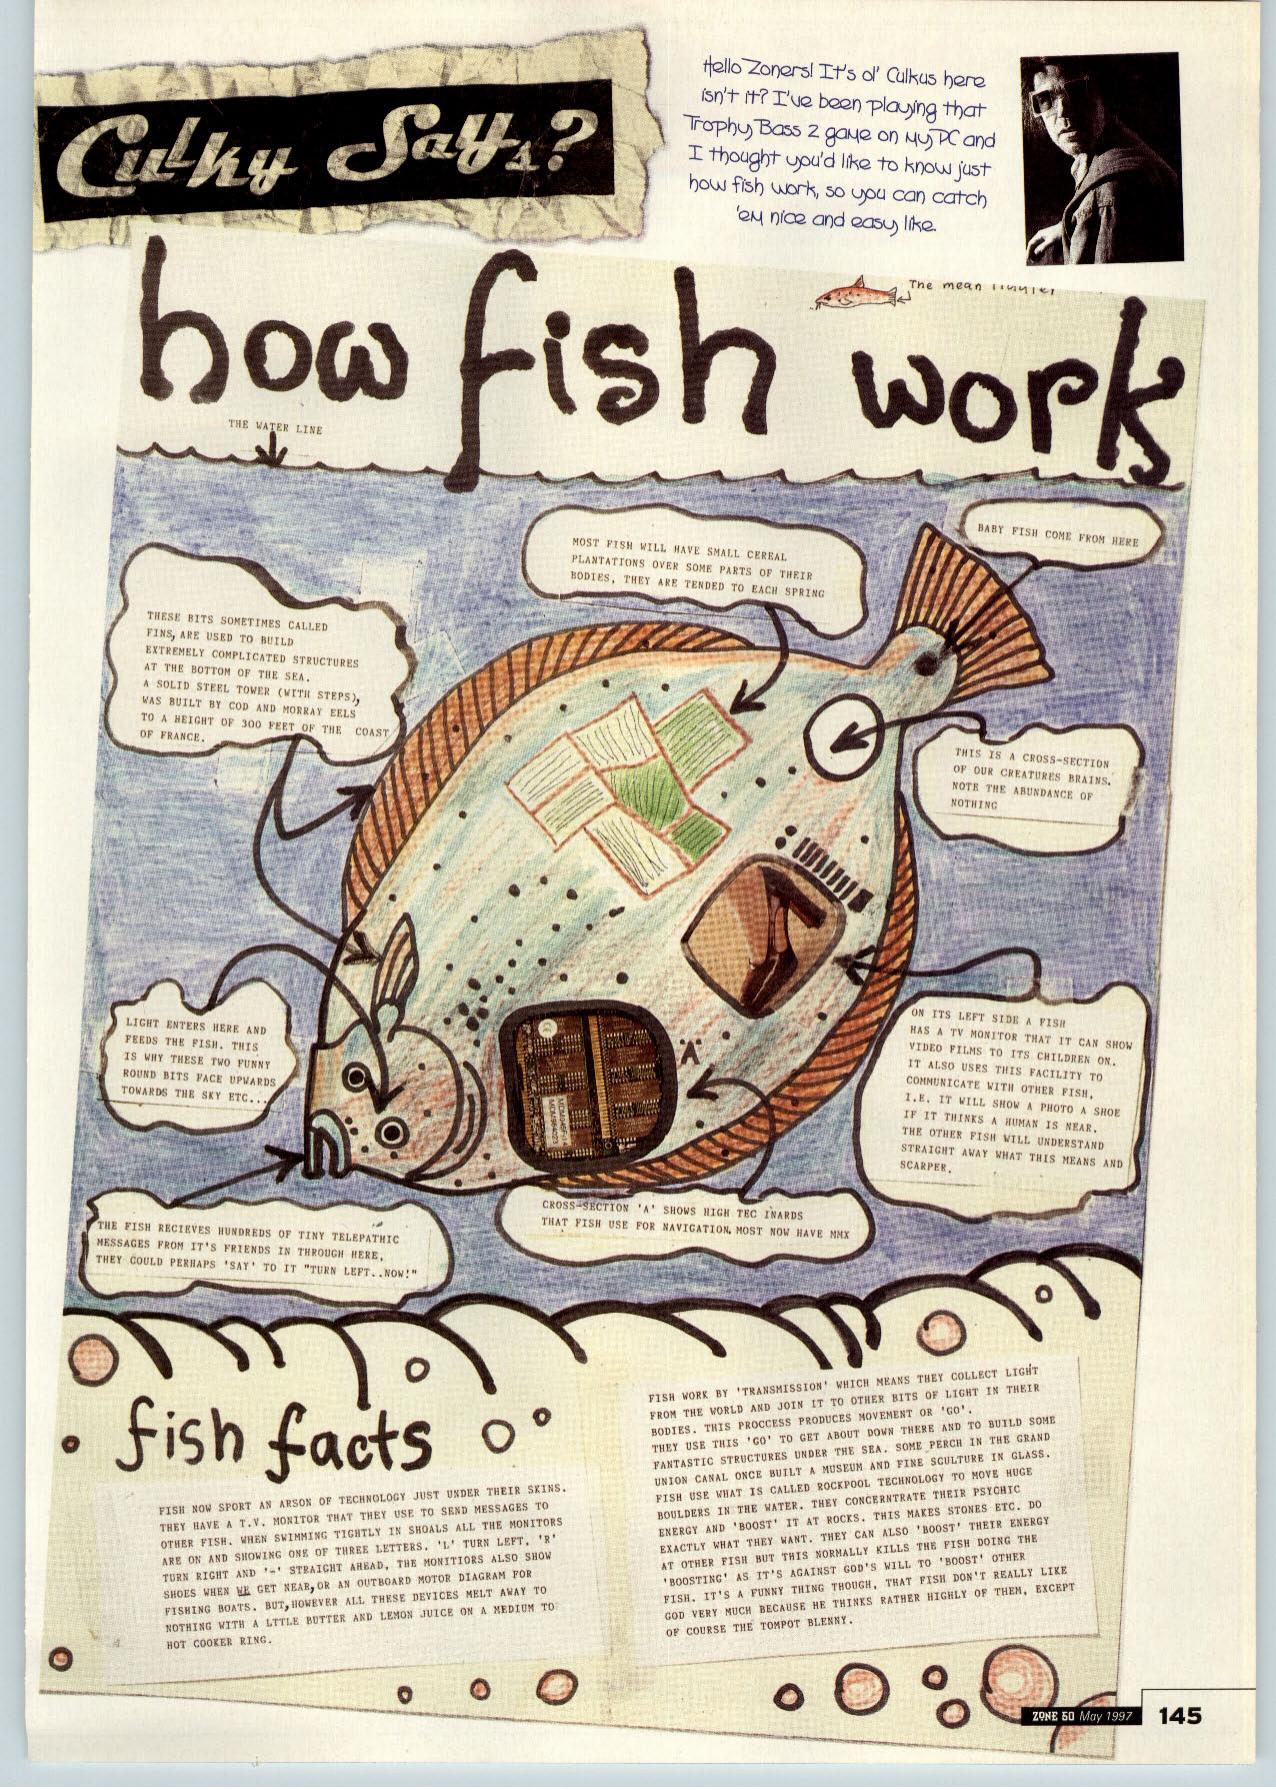 Culky Says?
Hello Zoners! It's ol' Culkus here
isn't it? I've been playing that
Trophy Bass 2 game on my PC and
I thought you'd like to know just
how fish work, so you can catch
'em nice and easy like.
The mean
how fish work
THE WATER LINE
BABY FISH COME FROM HERE
MOST FISH WILL HAVE SMALL CEREAL
PLANTATIONS OVER SOME PARTS OF THEIR
BODIES, THEY ARE TENDED TO EACH SPRING
THESE BITS SOMETIMES CALLED
FINS, ARE USED TO BUILD
EXTREMELY COMPLICATED STRUCTURES
AT THE BOTTOM OF THE SEA.
A SOLID STEEL TOWER (WITH STEPS),
WAS BUILT BY COD AND MORRAY EELS
TO A HEIGHT OF 300 FEET OF THE COAST
OF FRANCE.
THIS IS A CROSS-SECTION
OF OUR CREATURES BRAINS.
NOTE THE ABUNDANCE OF
NOTHING
LIGHT ENTERS HERE AND
FEEDS THE FISH. THIS
IS WHY THESE TWO FUNNY
ROUND BITS FACE UPWARDS
TOWARDS THE SKY ETC...
'A'
ON ITS LEFT SIDE A FISH
HAS A TV MONITOR THAT IT CAN SHOW
VIDEO FILMS TO ITS CHILDREN ON.
IT ALSO USES THIS FACILITY TO
COMMUNICATE WITH OTHER FISH,
I.E. IT WILL SHOW A PHOTO A SHOE
IF IT THINKS A HUMAN IS NEAR.
THE OTHER FISH WILL UNDERSTAND
STRAIGHT AWAY WHAT THIS MEANS AND
SCARPER.
THE FISH RECIEVES HUNDREDS OF TINY TELEPATHIC
MESSAGES FROM IT'S FRIENDS IN THROUGH HERE,
THEY COULD PERHAPS 'SAY' TO IT "TURN LEFT..NOW!"
CROSS-SECTION 'A' SHOWS HIGH TEC INARDS
THAT FISH USE FOR NAVIGATION, MOST NOW HAVE MMX
fish facts
FISH NOW SPORT AN ARSON OF TECHNOLOGY JUST UNDER THEIR SKINS.
THEY HAVE A T.V. MONITOR THAT THEY USE TO SEND MESSAGES TO
OTHER FISH. WHEN SWIMMING TIGHTLY IN SHOALS ALL THE MONITORS
ARE ON AND SHOWING ONE OF THREE LETTERS. 'L' TURN LEFT, 'R'
TURN RIGHT AND '-' STRAIGHT AHEAD, THE MONITIORS ALSO SHOW
SHOES WHEN WE GET NEAR, OR AN OUTBOARD MOTOR DIAGRAM FOR
FISHING BOATS. BUT, HOWEVER ALL THESE DEVICES MELT AWAY TO
NOTHING WITH A LTTLE BUTTER AND LEMON JUICE ON A MEDIUM TO
HOT COOKER RING.
FISH WORK BY 'TRANSMISSION' WHICH MEANS THEY COLLECT LIGHT
FROM THE WORLD AND JOIN IT TO OTHER BITS OF LIGHT IN THEIR
BODIES. THIS PROCCESS PRODUCES MOVEMENT OR 'GO'.
THEY USE THIS 'GO' TO GET ABOUT DOWN THERE AND TO BUILD SOME
FANTASTIC STRUCTURES UNDER THE SEA. SOME PERCH IN THE GRAND
UNION CANAL ONCE BUILT A MUSEUM AND FINE SCULTURE IN GLASS.
FISH USE WHAT IS CALLED ROCKPOOL TECHNOLOGY TO MOVE HUGE
BOULDERS IN THE WATER. THEY CONCERNTRATE THEIR PSYCHIC
ENERGY AND 'BOOST' IT AT ROCKS. THIS MAKES STONES ETC. DO
EXACTLY WHAT THEY WANT. THEY CAN ALSO 'BOOST' THEIR ENERGY
AT OTHER FISH BUT THIS NORMALLY KILLS THE FISH DOING THE
'BOOSTING' AS IT'S AGAINST GOD'S WILL TO 'BOOST' OTHER
FISH. IT'S A FUNNY THING THOUGH, THAT FISH DON'T REALLY LIKE
GOD VERY MUCH BECAUSE HE THINKS RATHER HIGHLY OF THEM, EXCEPT
OF COURSE THE TOMPOT BLENNY.
ZONE 50 May 1997 145